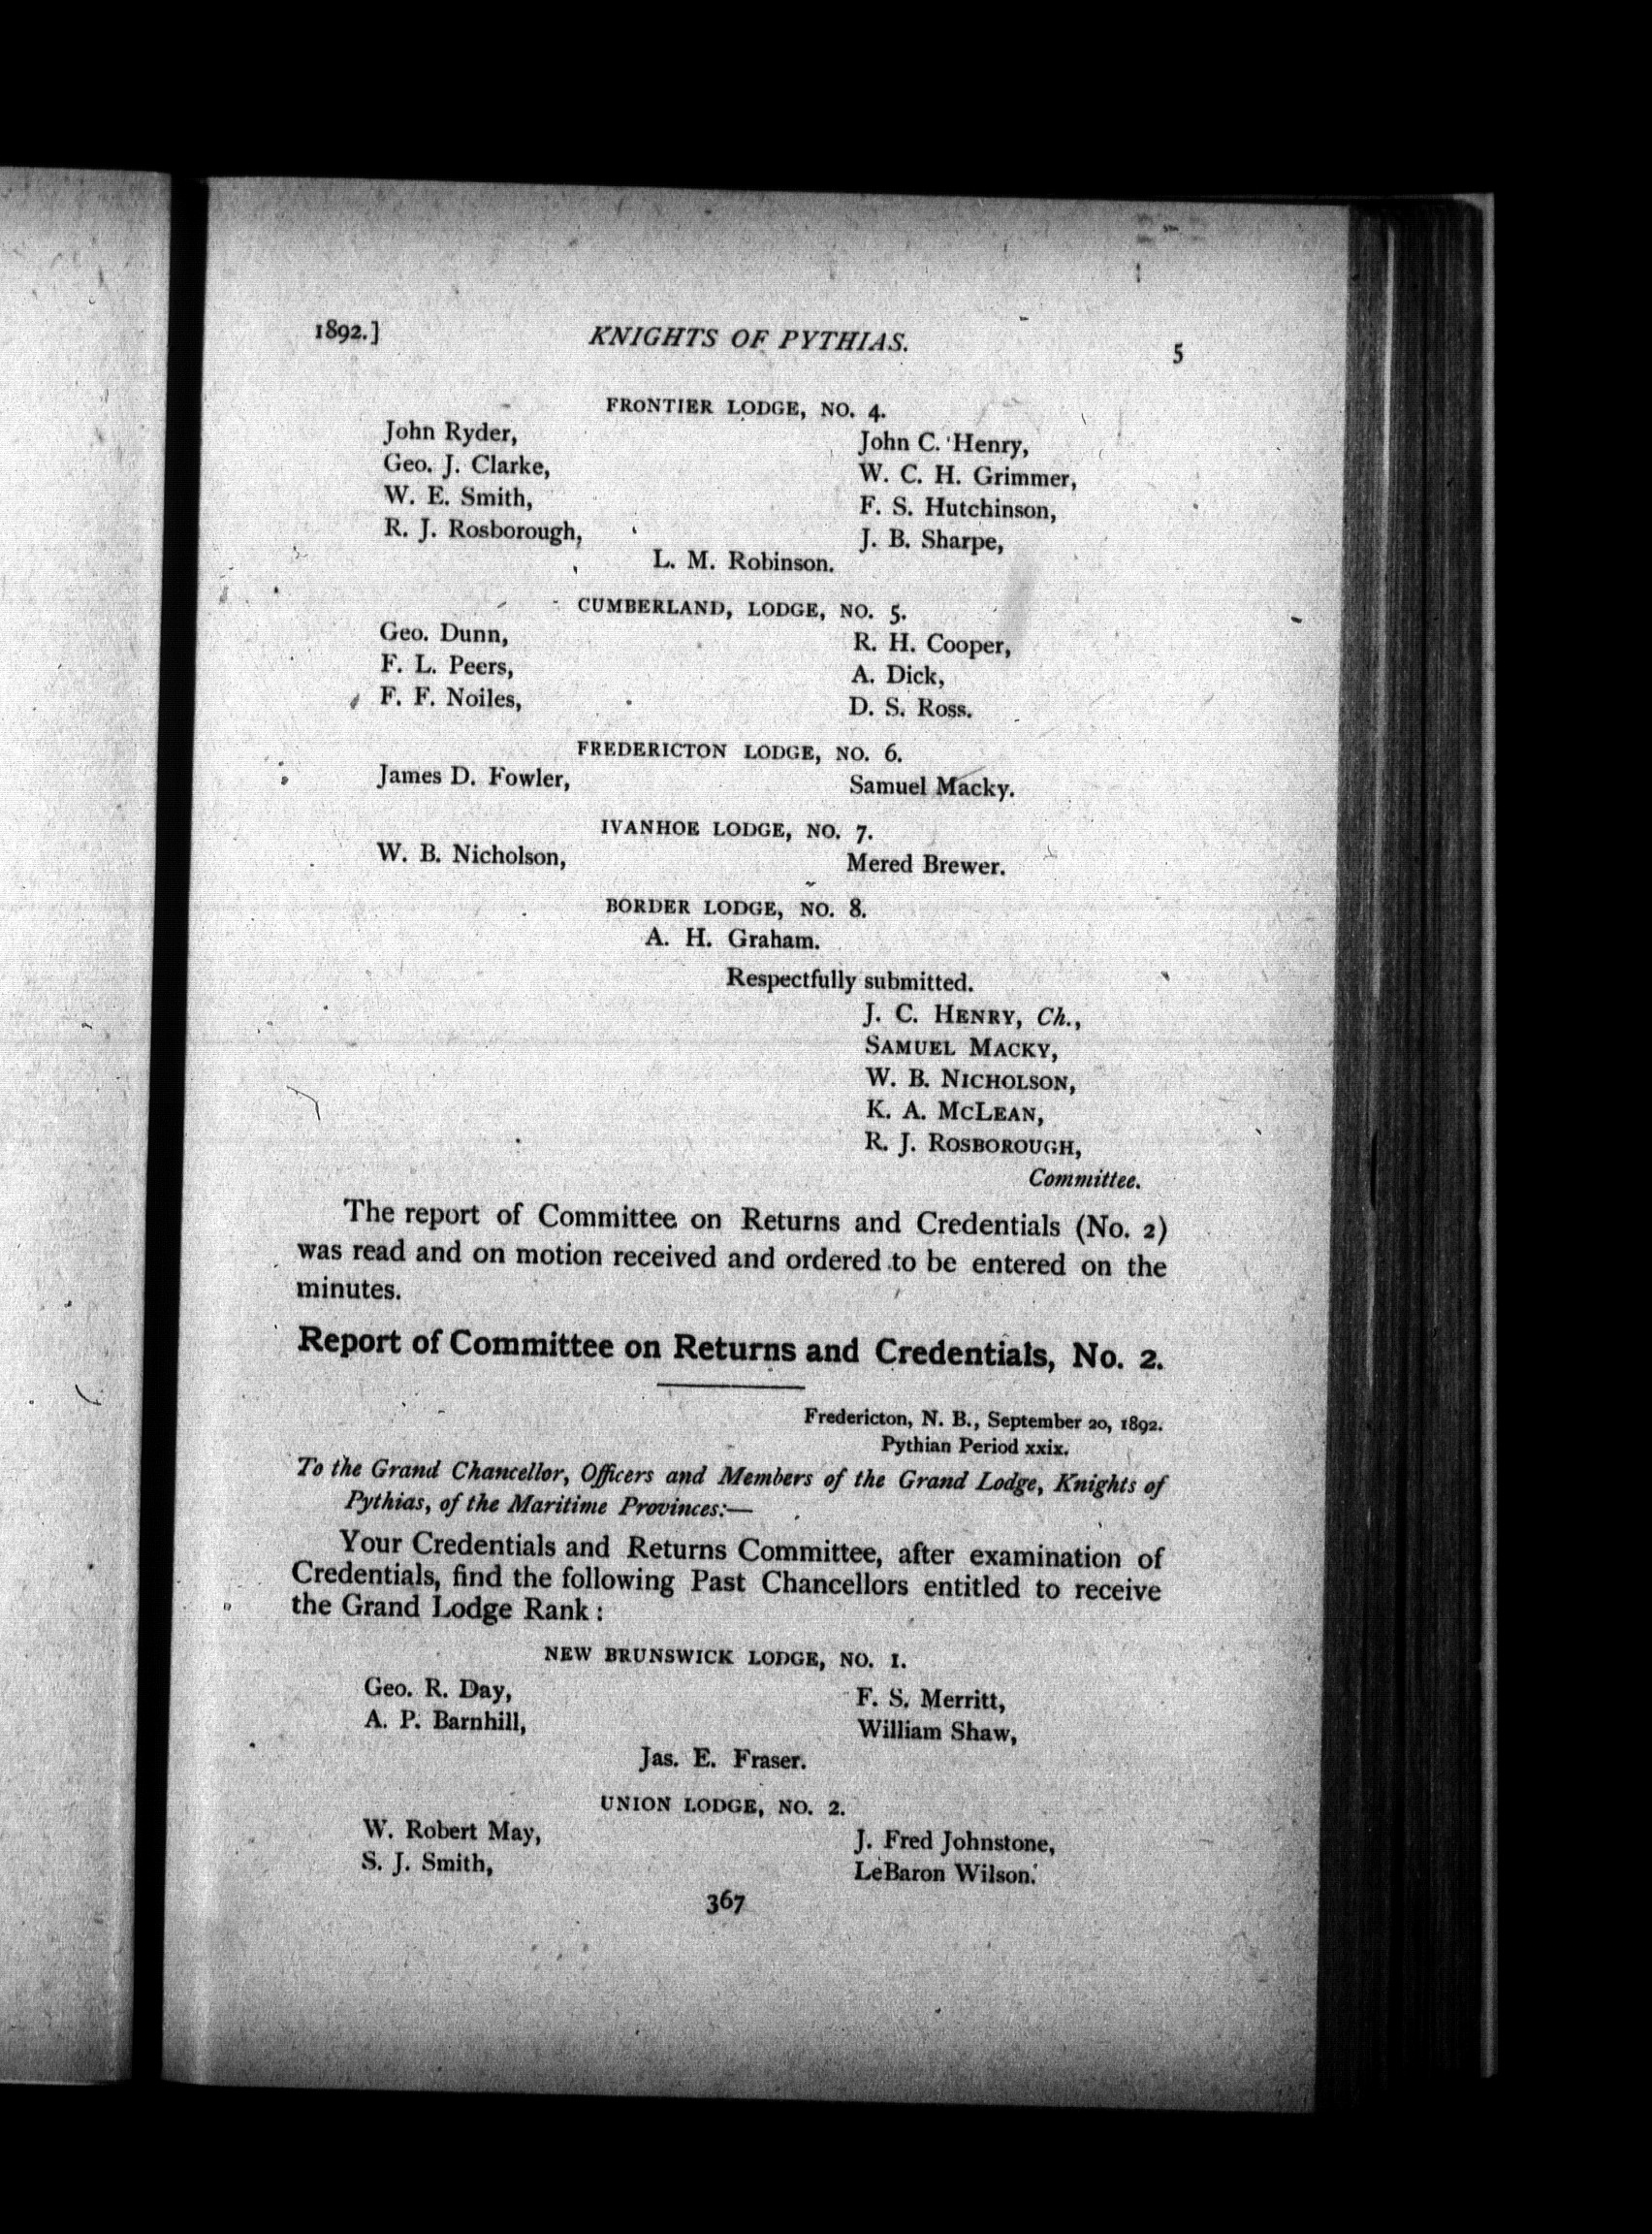 1892.] KNIGHTS OF PYTHIAS. 5
FRONTIER LODGE, NO. 4.
John Ryder, John C. Henry,
Geo. J. Clarke, W. C. H. Grimmer,
W. E. Smith, F. S. Hutchinson,
R. J. Rosborough, J. B. Sharpe,
L. M. Robinson.
CUMBERLAND, LODGE, NO. 5.
Geo. Dunn, R. H. Cooper,
F. L. Peers, A. Dick,
F. F. Noiles, D. S. Ross.
FREDERICTON LODGE, NO. 6.
James D. Fowler, Samuel Macky.
IVANHOE LODGE, NO. 7.
W. B. Nicholson, Mered Brewer.
BORDER LODGE, NO. 8.
A. H. Graham.
Respectfully submitted.
J. C. HENRY, Ch.,
SAMUEL MACKY,
W. B. NICHOLSON,
K. A. MCLEAN,
R. J. ROSBOROUGH,
Committee.
The report of Committee on Returns and Credentials (No. 2)
was read and on motion received and ordered to be entered on the
minutes.
Report of Committee on Returns and Credentials, No. 2.
Fredericton, N. B., September 20, 1892.
Pythian Period xxix.
To the Grand Chancellor, Officers and Members of the Grand Lodge, Knights of
Pythias, of the Maritime Provinces:—
Your Credentials and Returns Committee, after examination of
Credentials, find the following Past Chancellors entitled to receive
the Grand Lodge Rank:
NEW BRUNSWICK LODGE, NO. 1.
Geo. R. Day, F. S. Merritt,
A. P. Barnhill, William Shaw,
Jas. E. Fraser.
UNION LODGE, NO. 2.
W. Robert May, J. Fred Johnstone,
S. J. Smith, LeBaron Wilson.
367